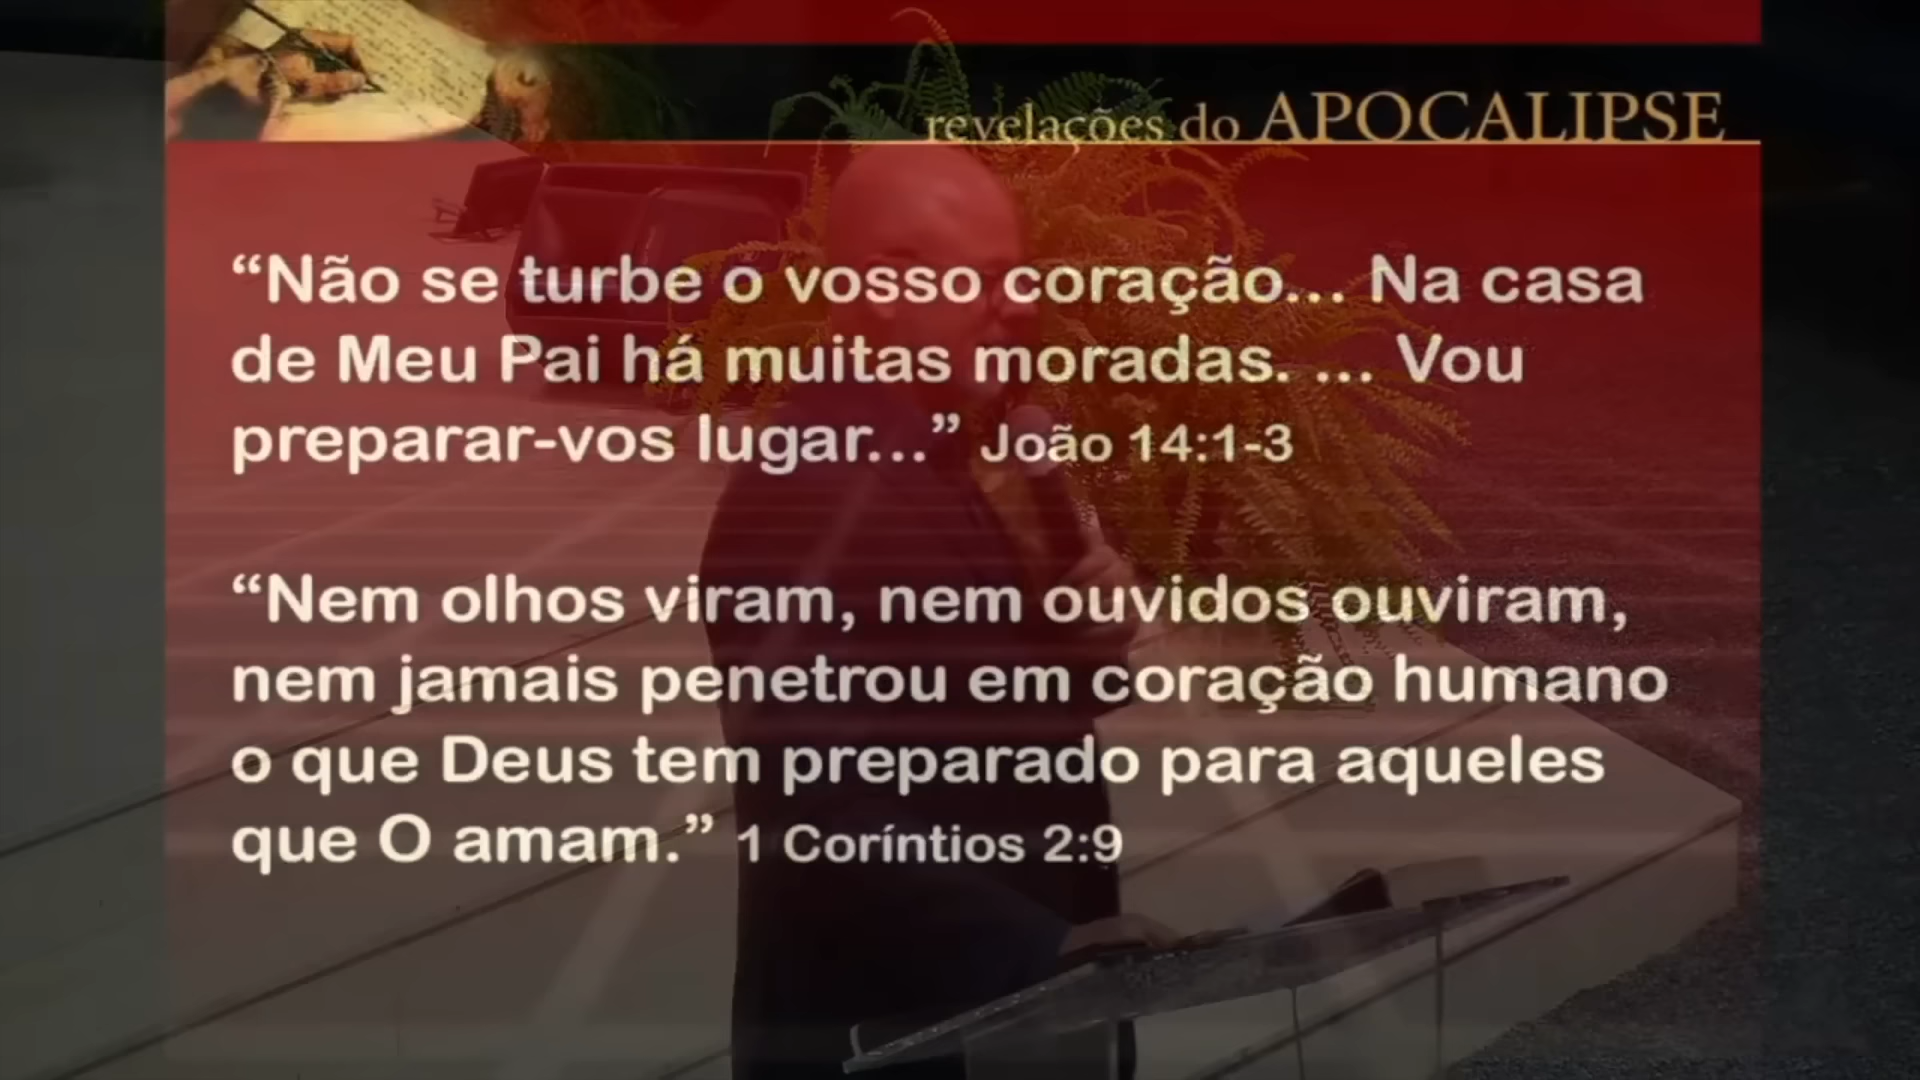 revelações do APOCALIPSE
“Não se turbe o vosso coração... Na casa
de Meu Pai há muitas moradas. ... Vou
preparar-vos lugar...” João 14:1-3
“Nem olhos viram, nem ouvidos ouviram,
nem jamais penetrou em coração humano
o que Deus tem preparado para aqueles
que O amam.” 1 Coríntios 2:9